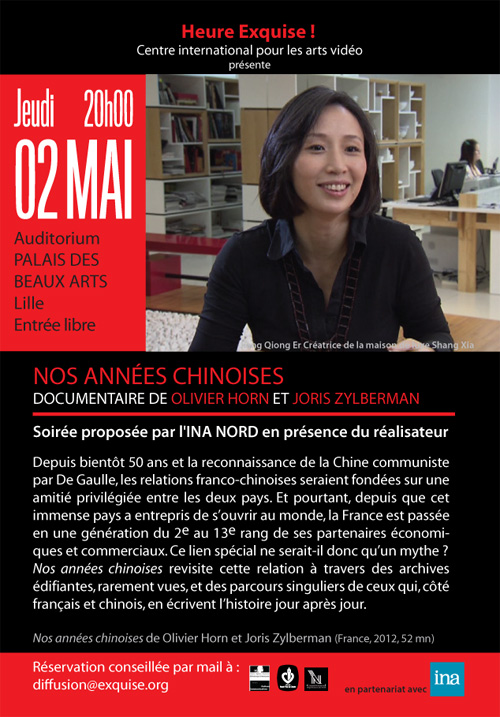 Heure Exquise !
Centre international pour les arts vidéo
présente
Jeudi 20h00
02 MAI
Auditorium
PALAIS DES
BEAUX ARTS
Lille
Entrée libre
Qiong Er Créatrice de la maison Shang Xia
NOS ANNÉES CHINOISES
DOCUMENTAIRE DE OLIVIER HORN ET JORIS ZYLBERMAN
Soirée proposée par l'INA NORD en présence du réalisateur
Depuis bientôt 50 ans et la reconnaissance de la Chine communiste
par De Gaulle, les relations franco-chinoises seraient fondées sur une
amitié privilégiée entre les deux pays. Et pourtant, depuis que cet
immense pays a entrepris de s'ouvrir au monde, la France est passée
en une génération du 2e au 13e rang de ses partenaires économi-
ques et commerciaux. Ce lien spécial ne serait-il donc qu'un mythe ?
Nos années chinoises revisite cette relation à travers des archives
édifiantes, rarement vues, et des parcours singuliers de ceux qui, côté
français et chinois, en écrivent l'histoire jour après jour.
Nos années chinoises de Olivier Horn et Joris Zylberman (France, 2012, 52 mn)
Réservation conseillée par mail à :
diffusion@exquise.org
en partenariat avec ina